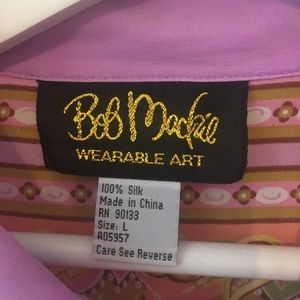 Bob Mackie
WEARABLE ART
100% Silk
Made in China
RN 90133
Size: L
A05957
Care See Reverse